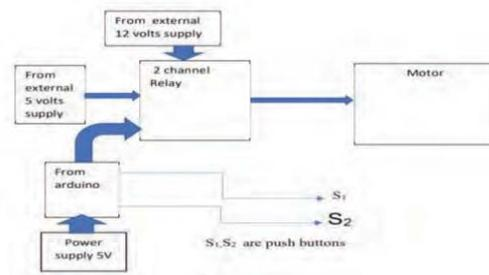 From external
12 volts supply
From
external
5 volts
supply
2 channel
Relay
Motor
From
arduino
S1
S2
Power
supply 5V
S1,S2 are push buttons